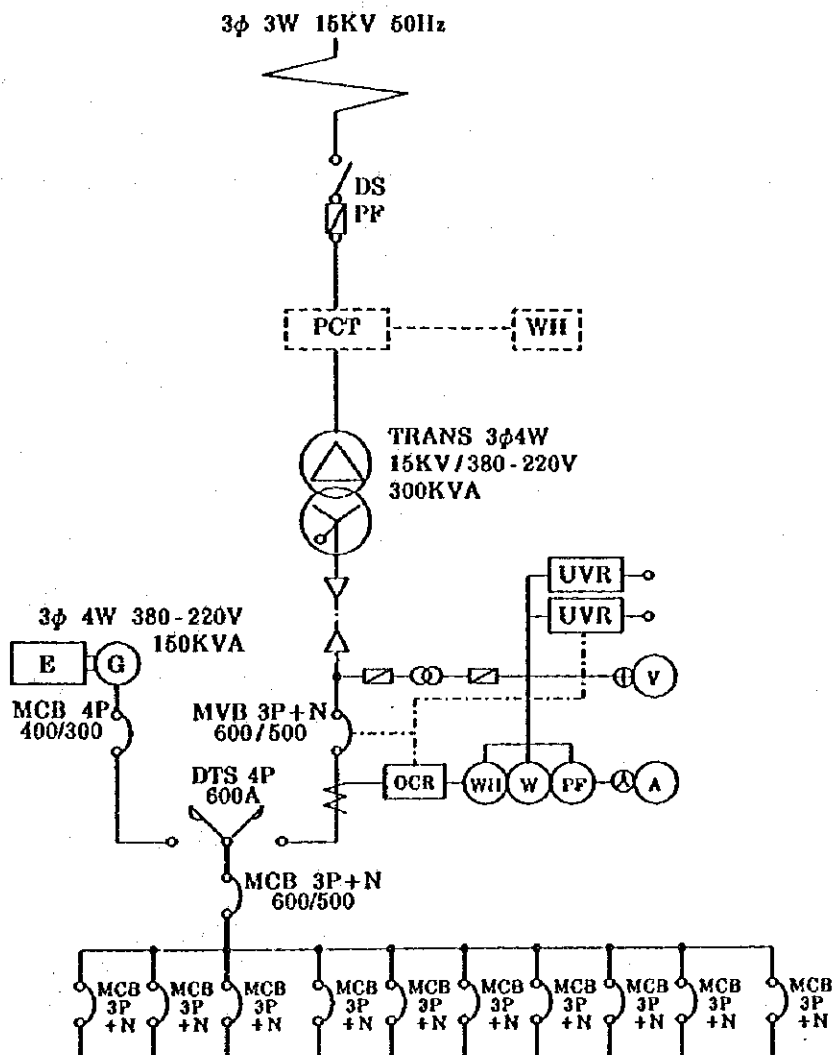 3φ 3W 15KV 50Hz
DS
PF
PCT
WH
TRANS 3φ4W
15KV/380-220V
300KVA
UVR
UVR
3φ 4W 380-220V
150KVA
E
G
V
MCB 4P
400/300
MVB 3P+N
600/500
DTS 4P
600A
OCR
WH
W
PF
A
MCB 3P+N
600/500
MCB
3P
+N
MCB
3P
+N
MCB
3P
+N
MCB
3P
+N
MCB
3P
+N
MCB
3P
+N
MCB
3P
+N
MCB
3P
+N
MCB
3P
+N
MCB
3P
+N